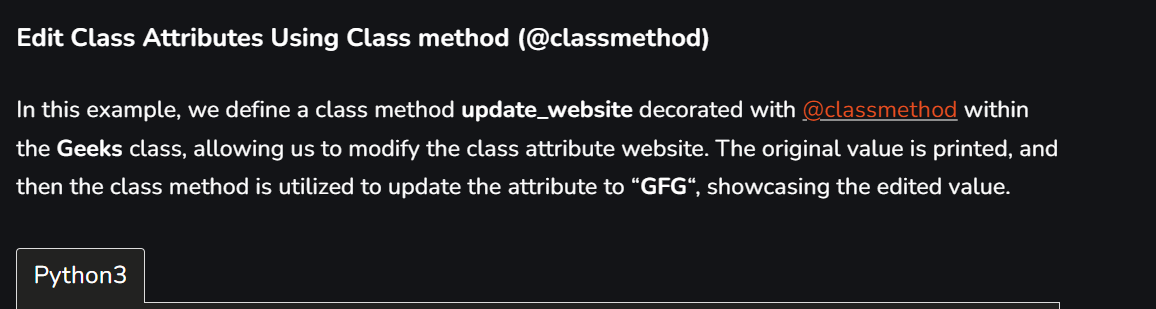 Edit Class Attributes Using Class method (@classmethod)
In this example, we define a class method update_website decorated with @classmethod within
the Geeks class, allowing us to modify the class attribute website. The original value is printed, and
then the class method is utilized to update the attribute to “GFG“, showcasing the edited value.
Python3